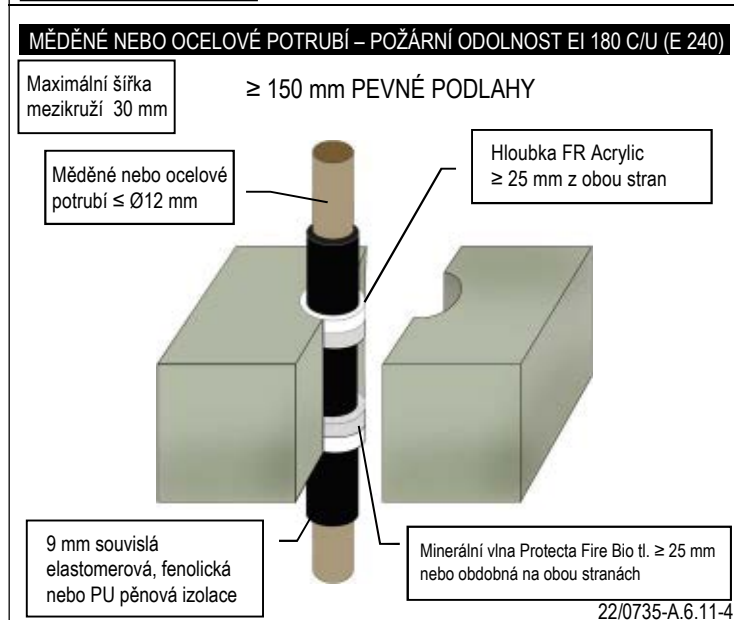 MĚDĚNÉ NEBO OCELOVÉ POTRUBÍ – POŽÁRNÍ ODOLNOST EI 180 C/U (E 240)
Maximální šířka
mezikruží 30 mm
≥ 150 mm PEVNÉ PODLAHY
Měděné nebo ocelové
potrubí ≤ Ø12 mm
Hloubka FR Acrylic
≥ 25 mm z obou stran
9 mm souvislá
elastomerová, fenolická
nebo PU pěnová izolace
Minerální vlna Protecta Fire Bio tl. ≥ 25 mm
nebo obdobná na obou stranách
22/0735-A.6.11-4